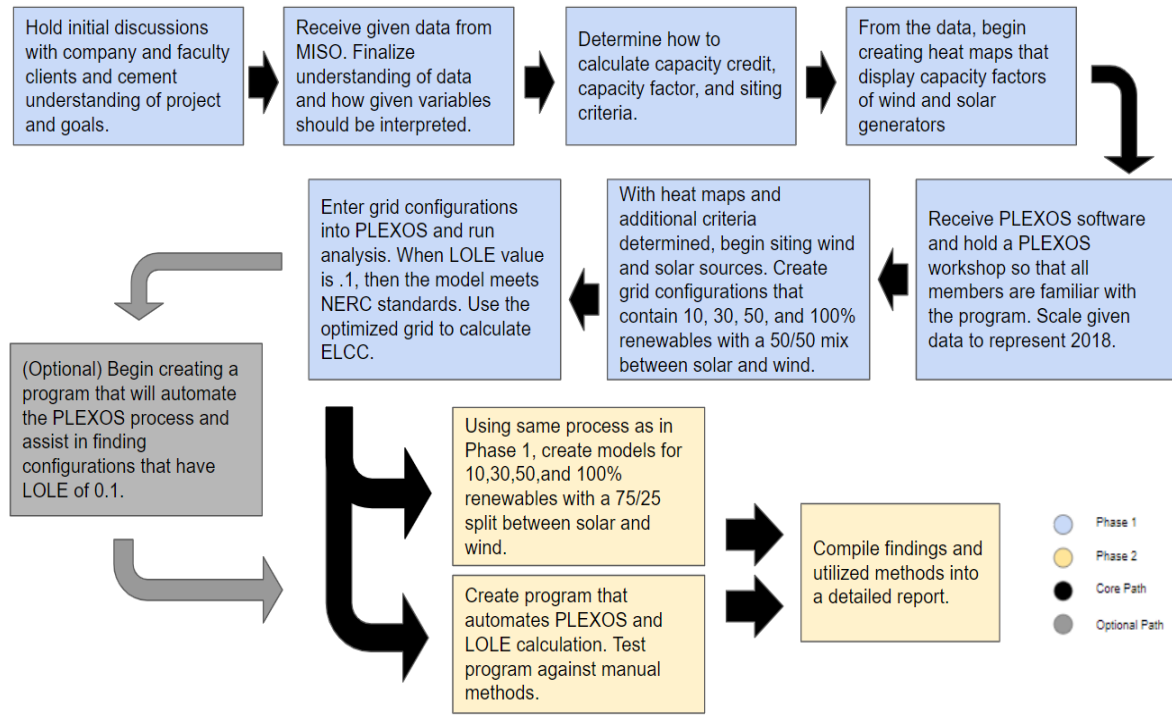 Hold initial discussions
with company and faculty
clients and cement
understanding of project
and goals.
Receive given data from
MISO. Finalize
understanding of data
and how given variables
should be interpreted.
Determine how to
calculate capacity credit,
capacity factor, and siting
criteria.
From the data, begin
creating heat maps that
display capacity factors
of wind and solar
generators
Receive PLEXOS software
and hold a PLEXOS
workshop so that all
members are familiar with
the program. Scale given
data to represent 2018.
With heat maps and
additional criteria
determined, begin siting wind
and solar sources. Create
grid configurations that
contain 10, 30, 50, and 100%
renewables with a 50/50 mix
between solar and wind.
Enter grid configurations
into PLEXOS and run
analysis. When LOLE value
is .1, then the model meets
NERC standards. Use the
optimized grid to calculate
ELCC.
(Optional) Begin creating a
program that will automate
the PLEXOS process and
assist in finding
configurations that have
LOLE of 0.1.
Using same process as in
Phase 1, create models for
10,30,50,and 100%
renewables with a 75/25
split between solar and
wind.
Create program that
automates PLEXOS and
LOLE calculation. Test
program against manual
methods.
Compile findings and
utilized methods into
a detailed report.
Phase 1
Phase 2
Core Path
Optional Path